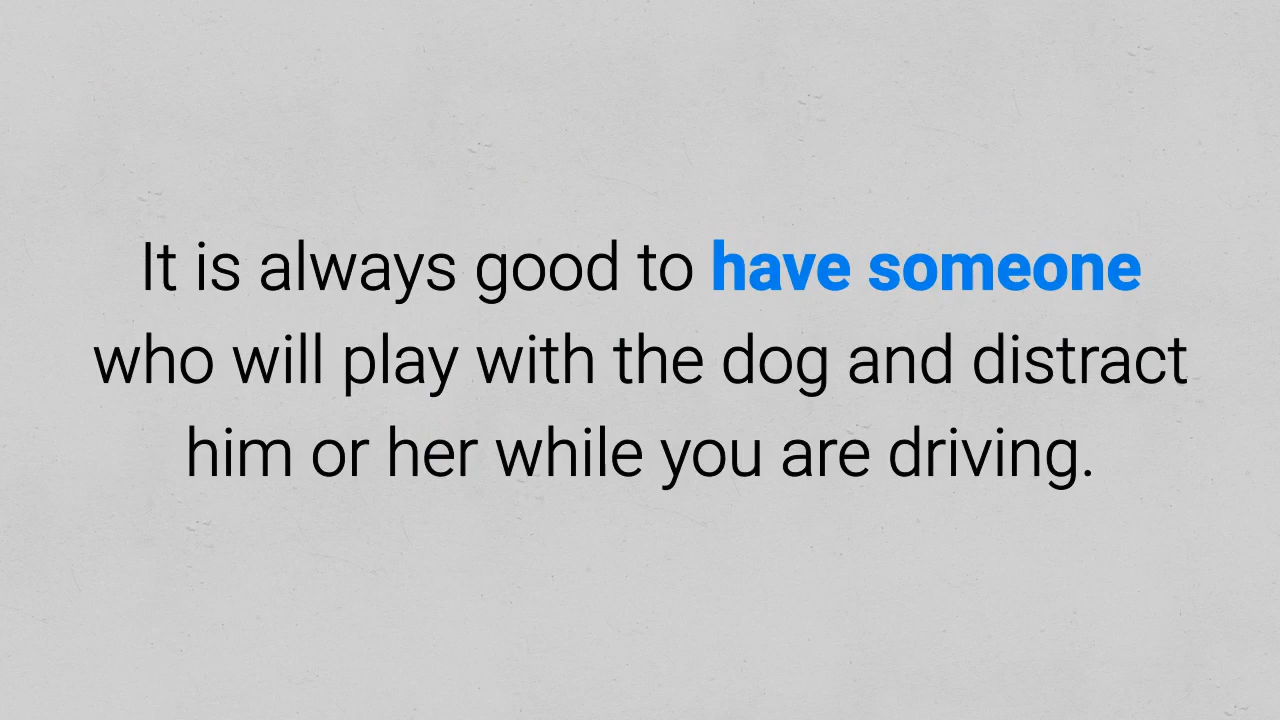 It is always good to have someone
who will play with the dog and distract
him or her while you are driving.